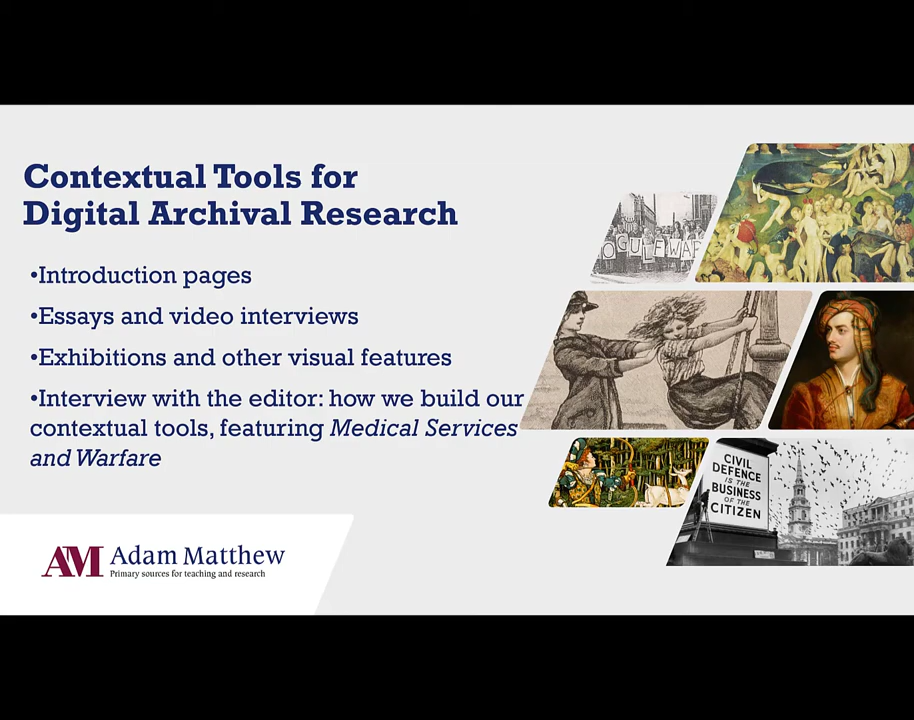 Contextual Tools for
Digital Archival Research
•Introduction pages
•Essays and video interviews
•Exhibitions and other visual features
•Interview with the editor: how we build our
contextual tools, featuring Medical Services
and Warfare
OGULFWAR
CIVIL
DEFENCE
IS THE
BUSINESS
OF THE
CITIZEN
AM Adam Matthew
Primary sources for teaching and research